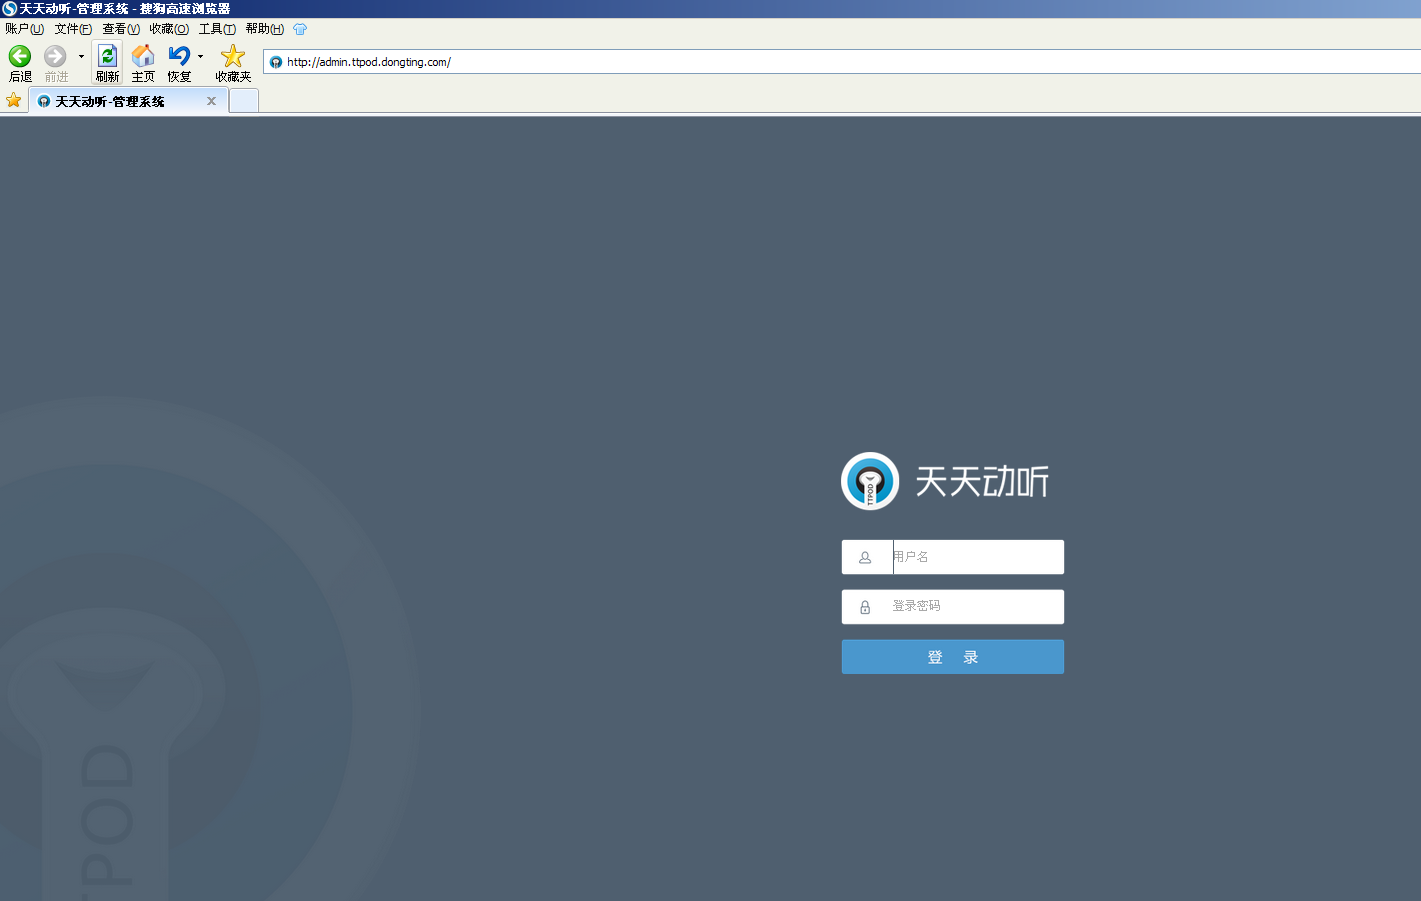 天天动听-管理系统 - 搜狗高速浏览器
账户(U) 文件(F) 查看(V) 收藏(O) 工具(T) 帮助(H)
后退 前进 刷新 主页 恢复 收藏夹 http://admin.ttpod.dongting.com/
天天动听-管理系统 x
TTPOD 天天动听
用户名
登录密码
登 录
TTPOD